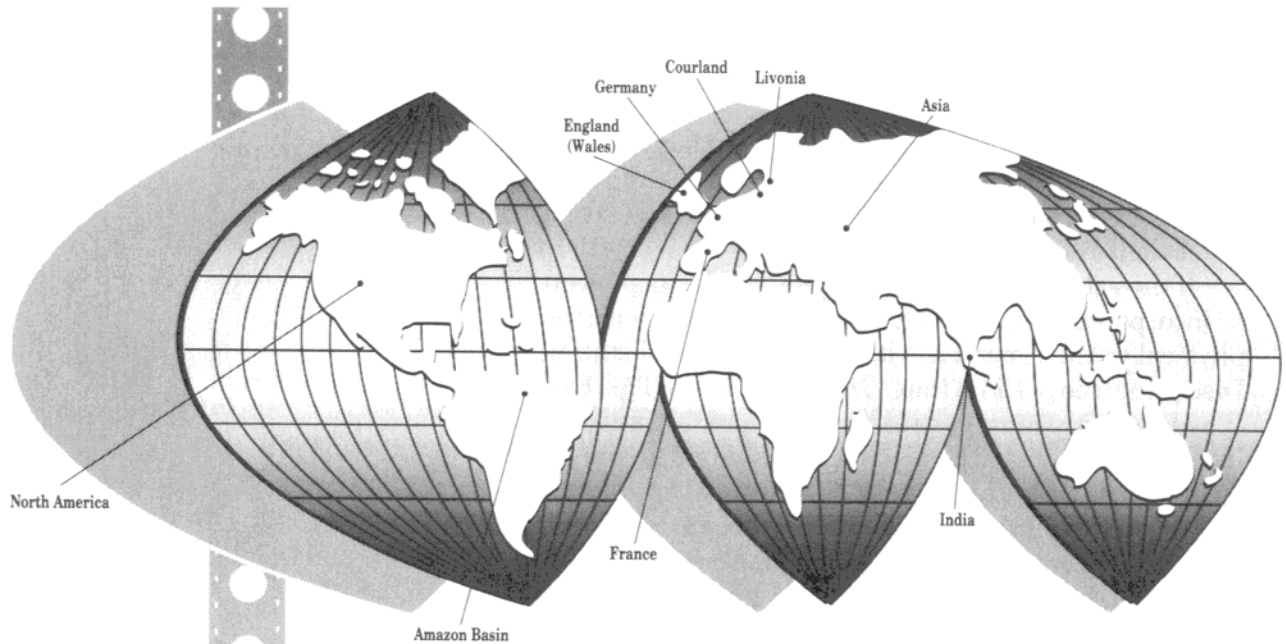 Courland
Livonia
Germany
Asia
England
(Wales)
North America
India
France
Amazon Basin